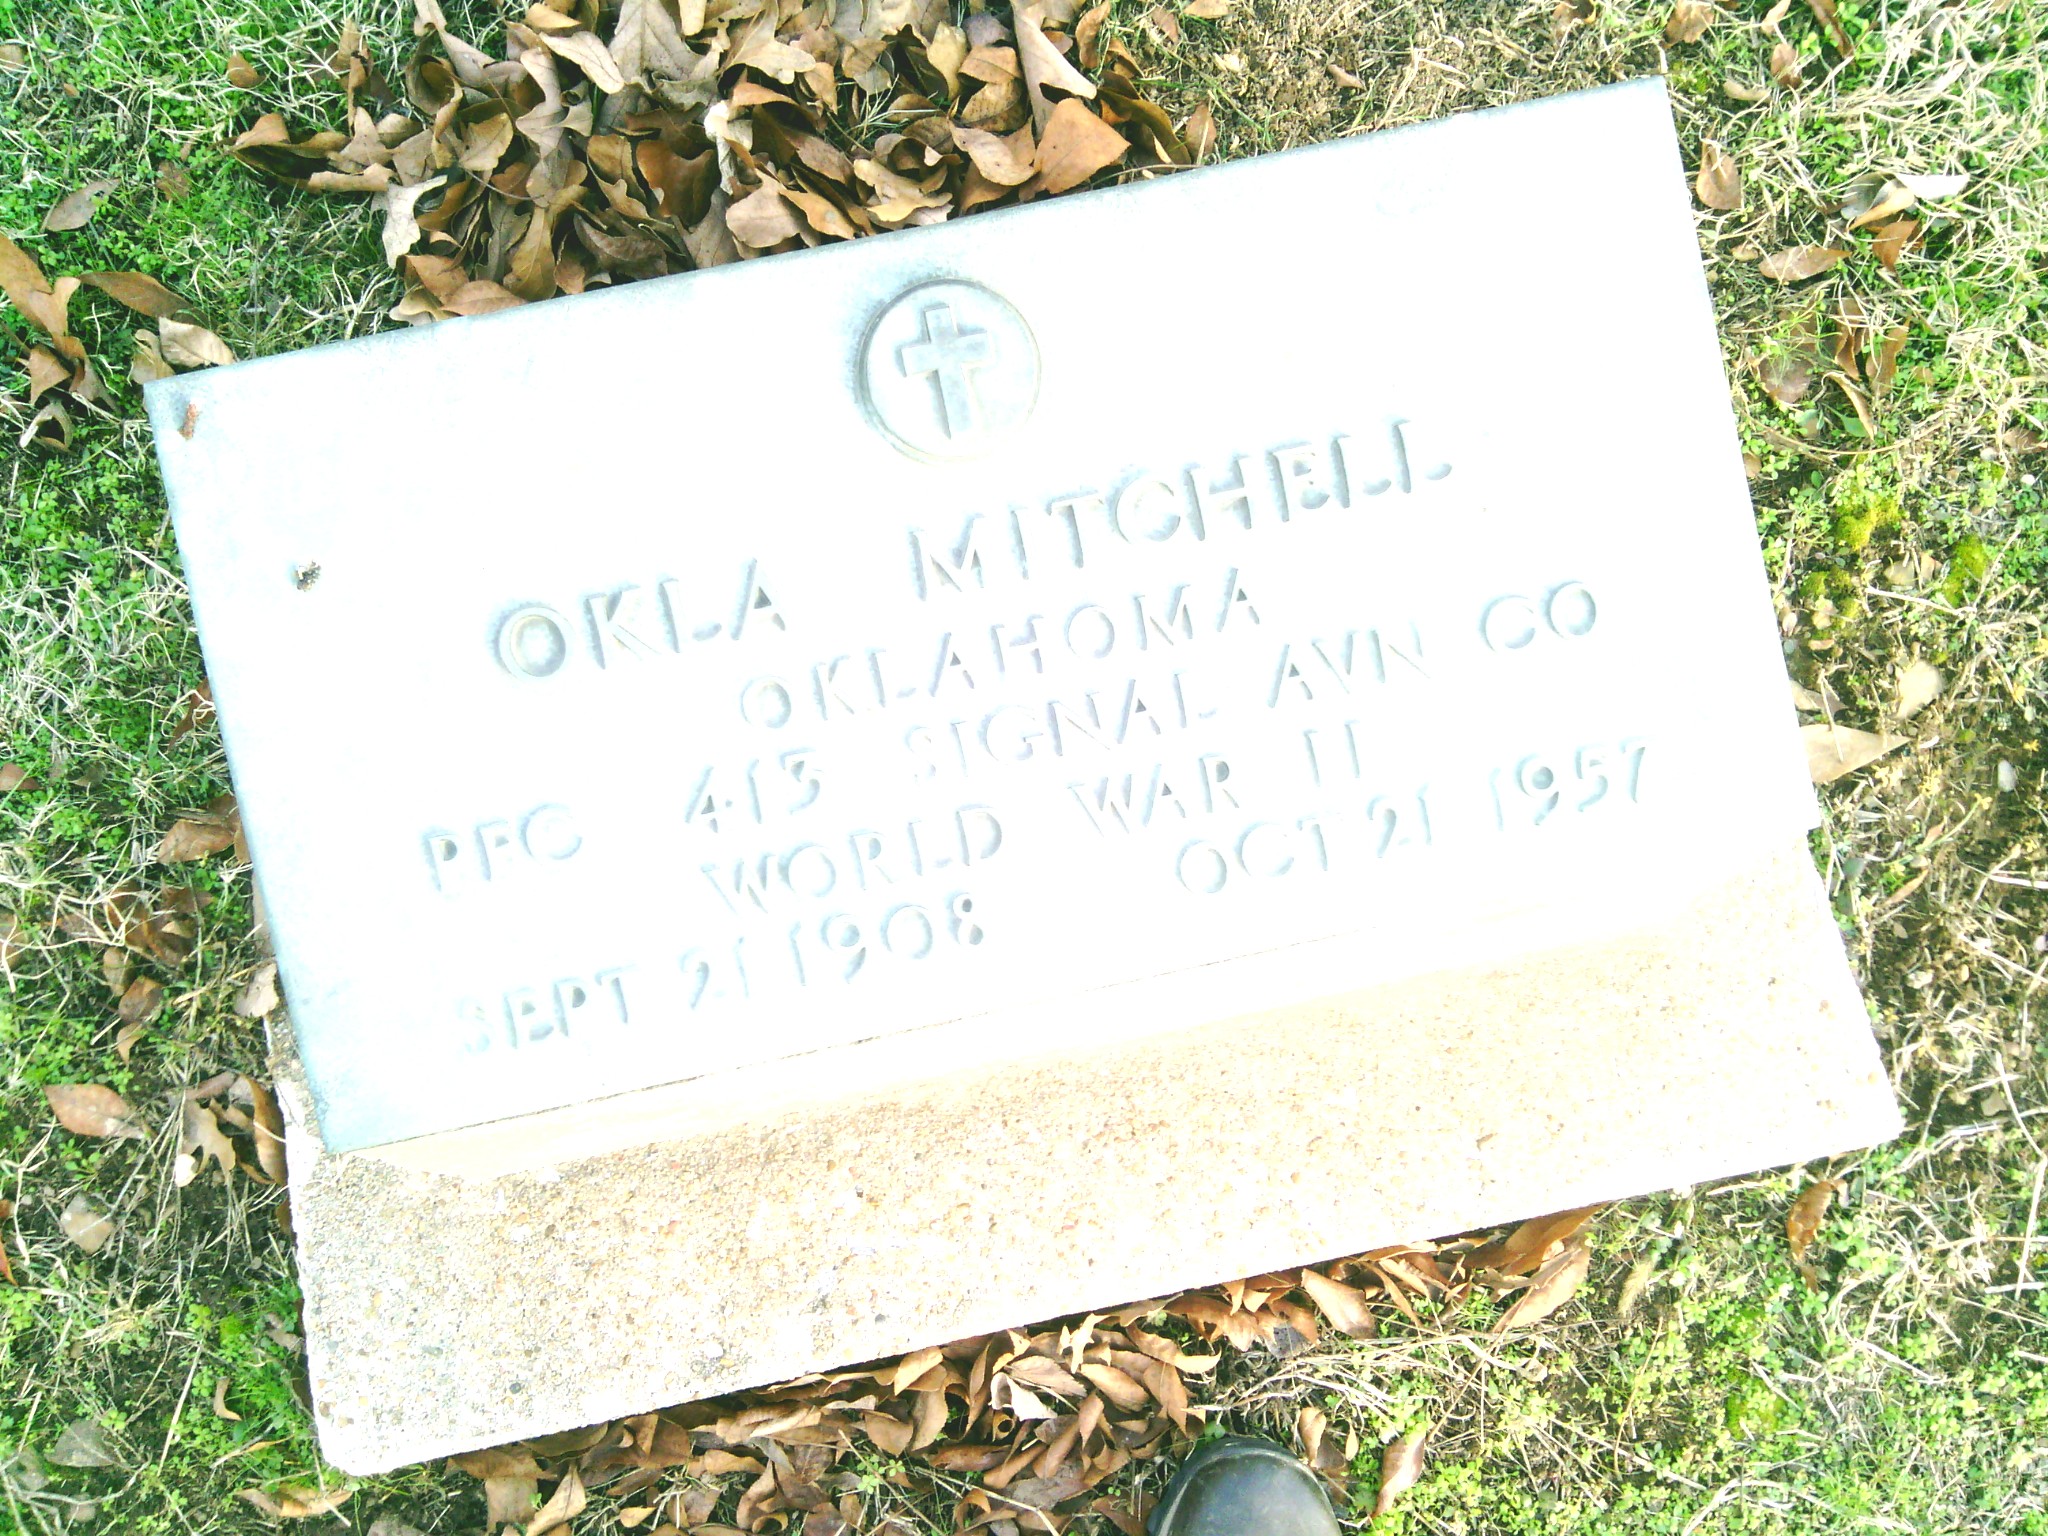 OKLA MITCHELL
OKLAHOMA
PFC 413 SIGNAL AVN CO
WORLD WAR II
SEPT 21 1908 OCT 21 1957